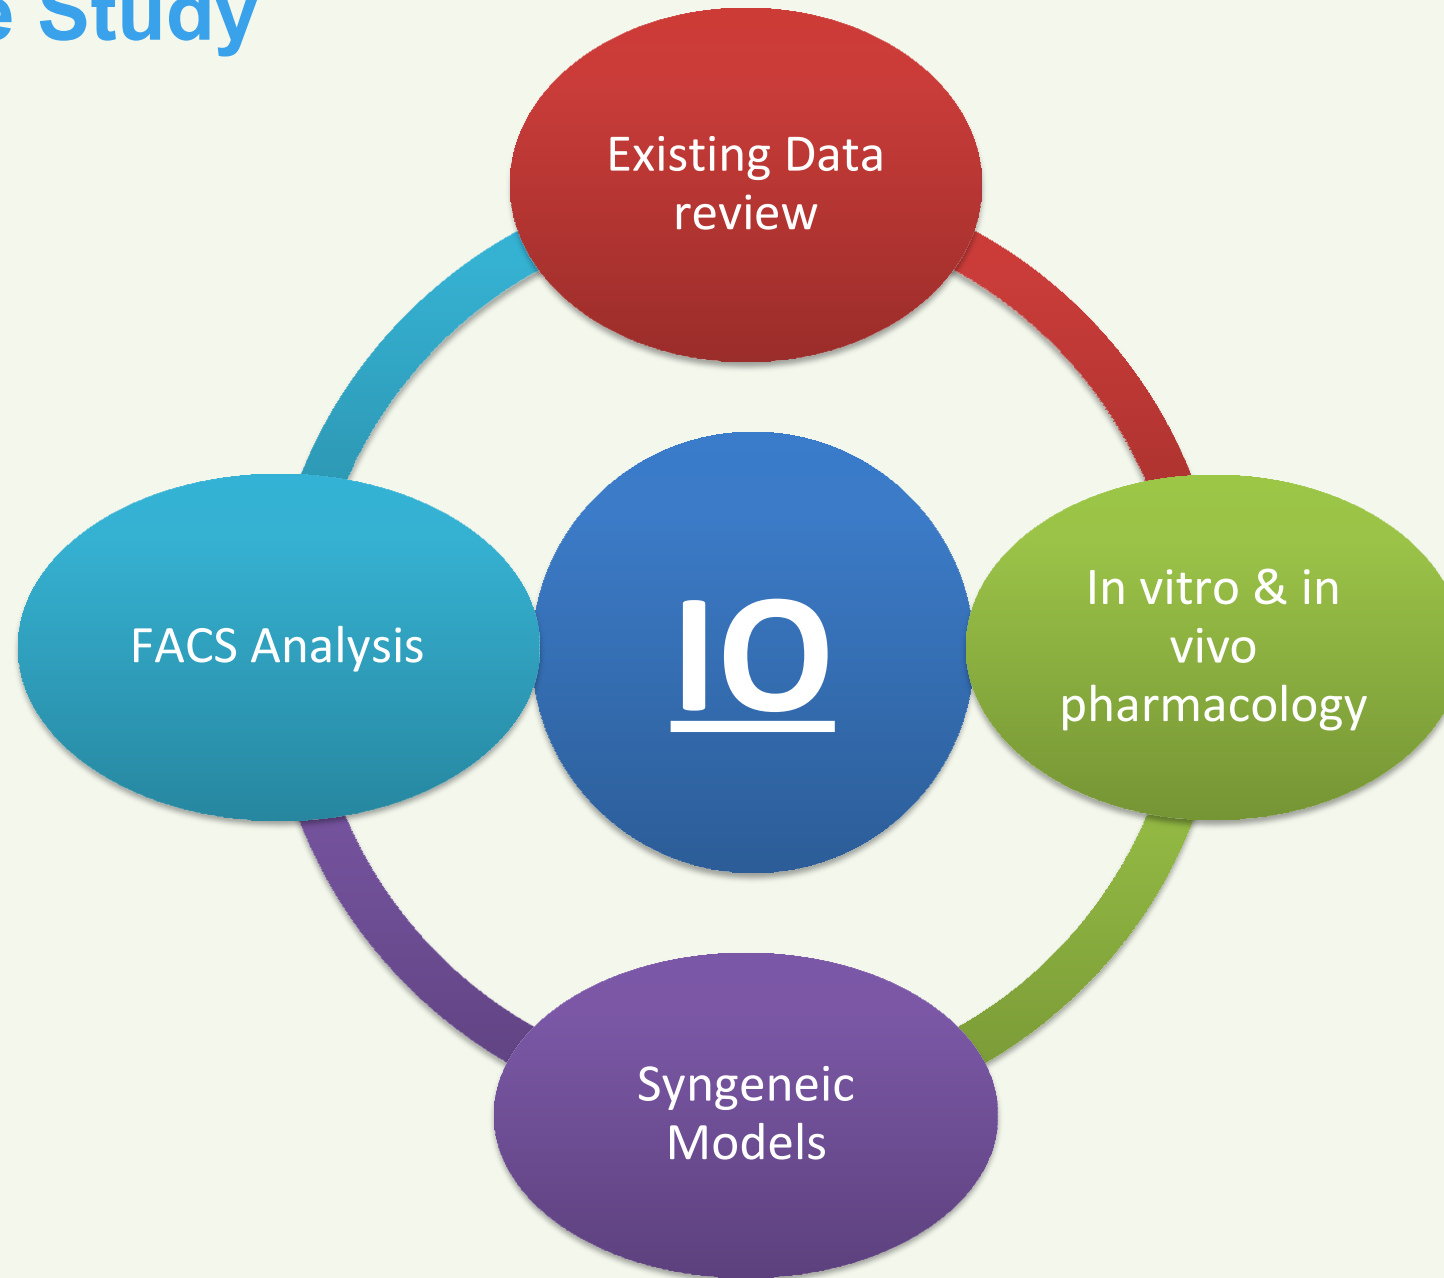 e Study
Existing Data
review
In vitro & in
vivo
pharmacology
IO
FACS Analysis
Syngeneic
Models